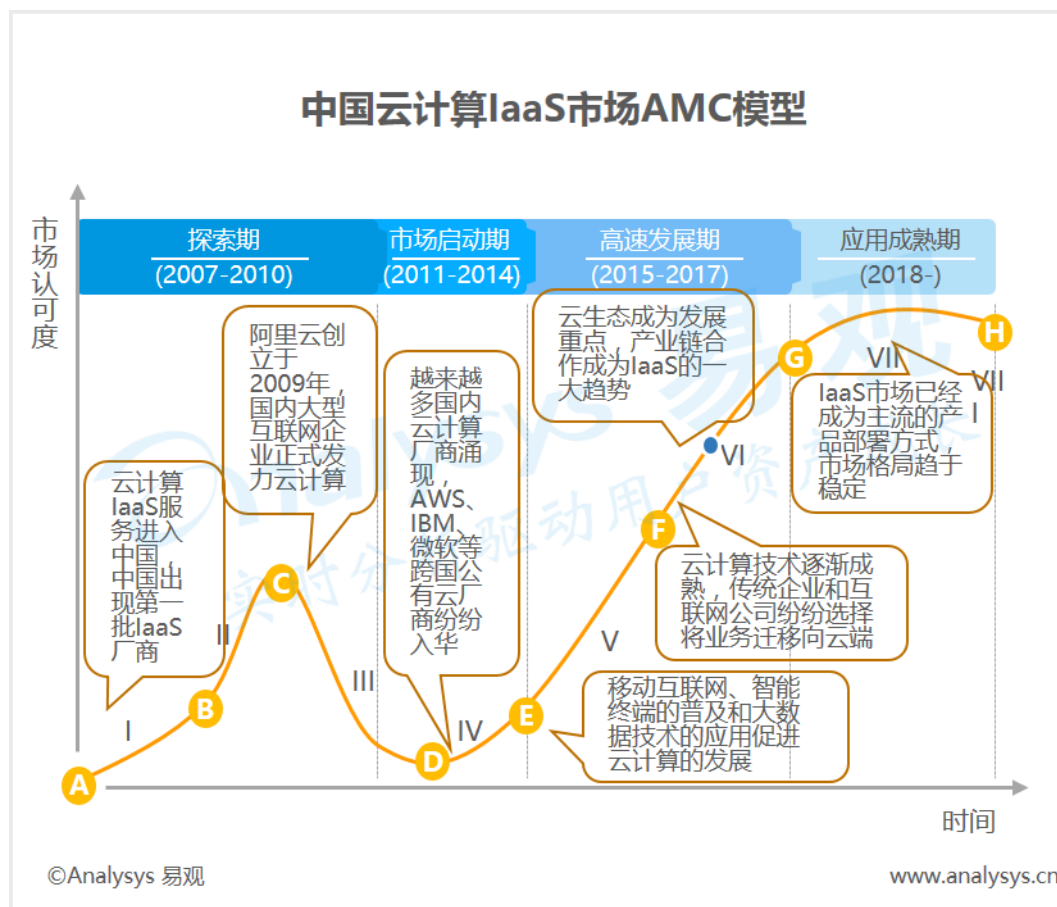 中国云计算IaaS市场AMC模型
市场认可度
探索期
(2007-2010)
市场启动期
(2011-2014)
高速发展期
(2015-2017)
应用成熟期
(2018-)
云计算
IaaS服
务进入
中国，
中国出
现第一
批IaaS
厂商
阿里云创
立于
2009年，
国内大型
互联网企
业正式发
力云计算
越来越
多国内
云计算
厂商涌
现，
AWS、
IBM、
微软等
跨国公
有云厂
商纷纷
入华
云生态成为发展
重点，产业链合
作成为IaaS的一
大趋势
IaaS市场已经
成为主流的产
品部署方式，
市场格局趋于
稳定
云计算技术逐渐成
熟，传统企业和互
联网公司纷纷选择
将业务迁移向云端
移动互联网、智能
终端的普及和大数
据技术的应用促进
云计算的发展
A
I
B
II
C
III
D
IV
E
V
F
VI
G
VII
VII
I
H
时间
Analysys 易观
©Analysys 易观
www.analysys.cn